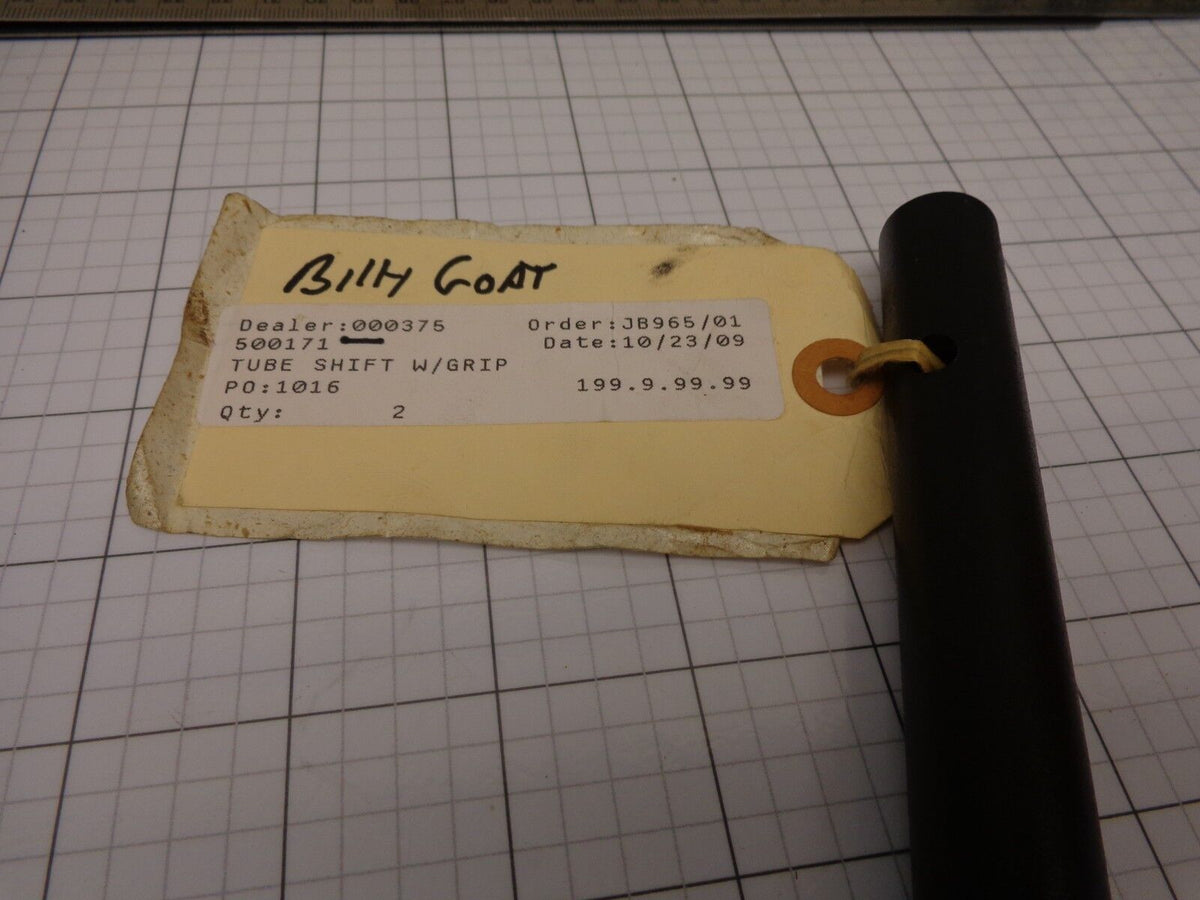 Billy Goat
Dealer:000375 Order:JB965/01
500171 Date:10/23/09
TUBE SHIFT W/GRIP
PO:1016 199.9.99.99
Qty: 2